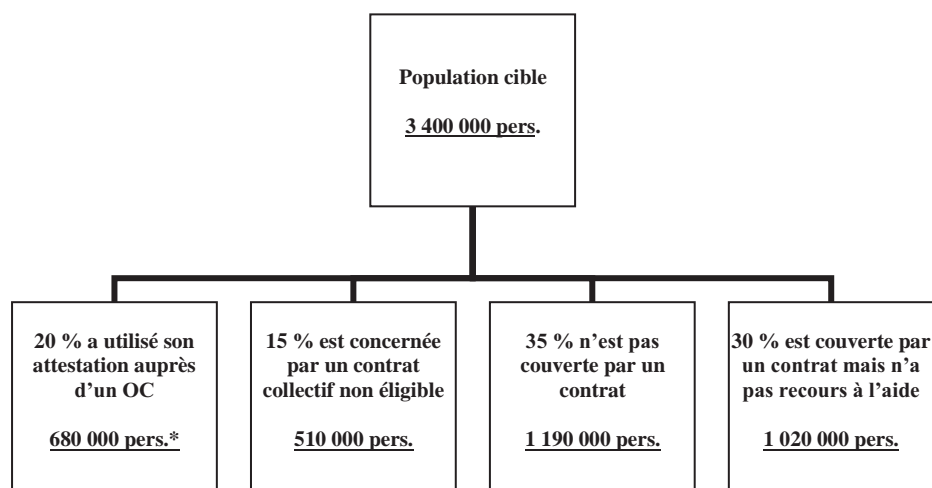 Population cible
3 400 000 pers.
20 % a utilisé son
attestation auprès
d'un OC
680 000 pers.*
15 % est concernée
par un contrat
collectif non éligible
510 000 pers.
35 % n'est pas
couverte par un
contrat
1 190 000 pers.
30 % est couverte par
un contrat mais n'a
pas recours à l'aide
1 020 000 pers.